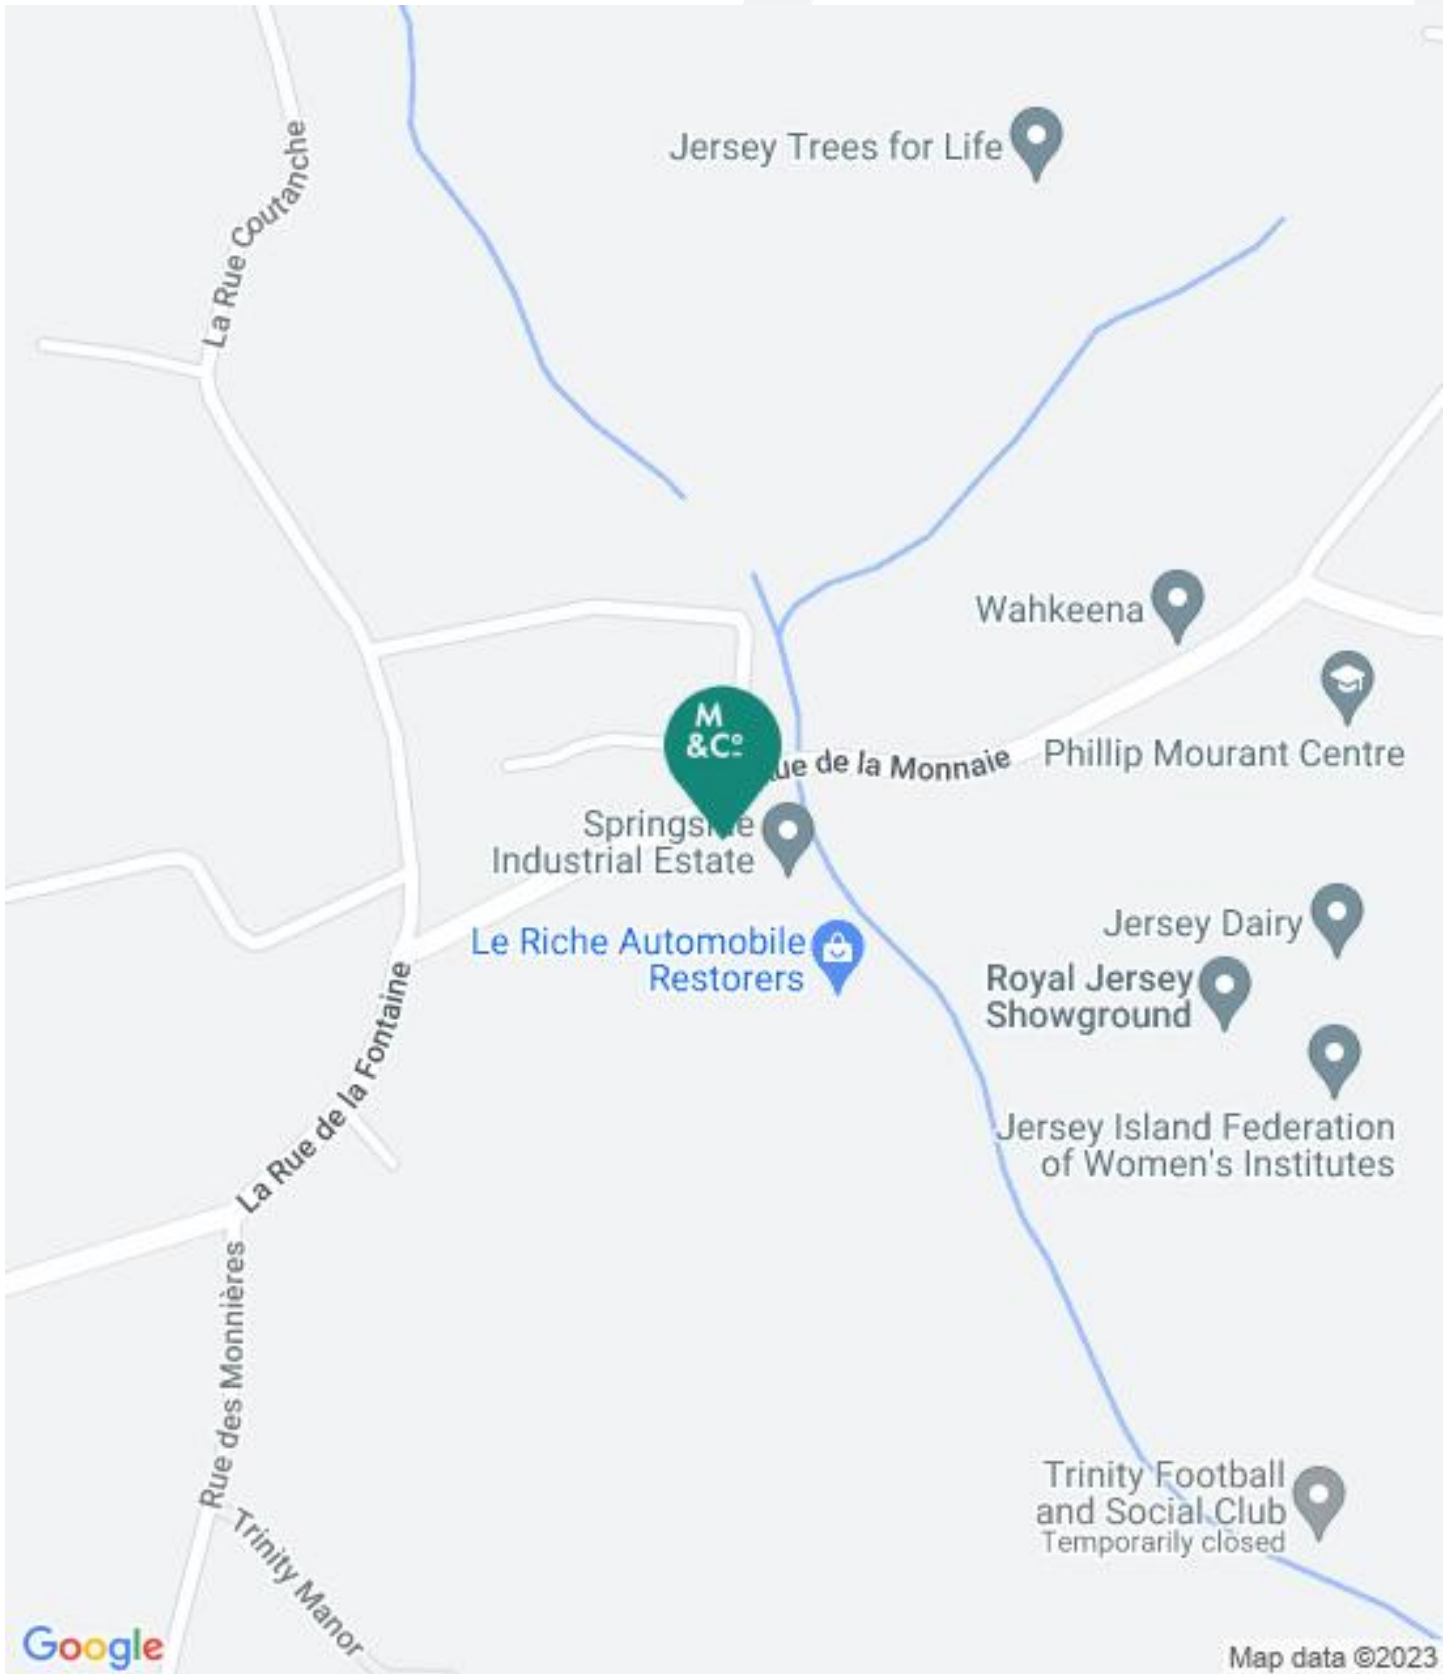 Jersey Trees for Life
La Rue Coutanche
Wahkeena
M
&Co
de la Monnaie
Phillip Mourant Centre
Springside
Industrial Estate
Jersey Dairy
Le Riche Automobile
Restorers
Royal Jersey
Showground
La Rue de la Fontaine
Jersey Island Federation
of Women's Institutes
Rue des Monnières
Trinity Football
and Social Club
Temporarily closed
Trinity Manor
Google
Map data ©2023